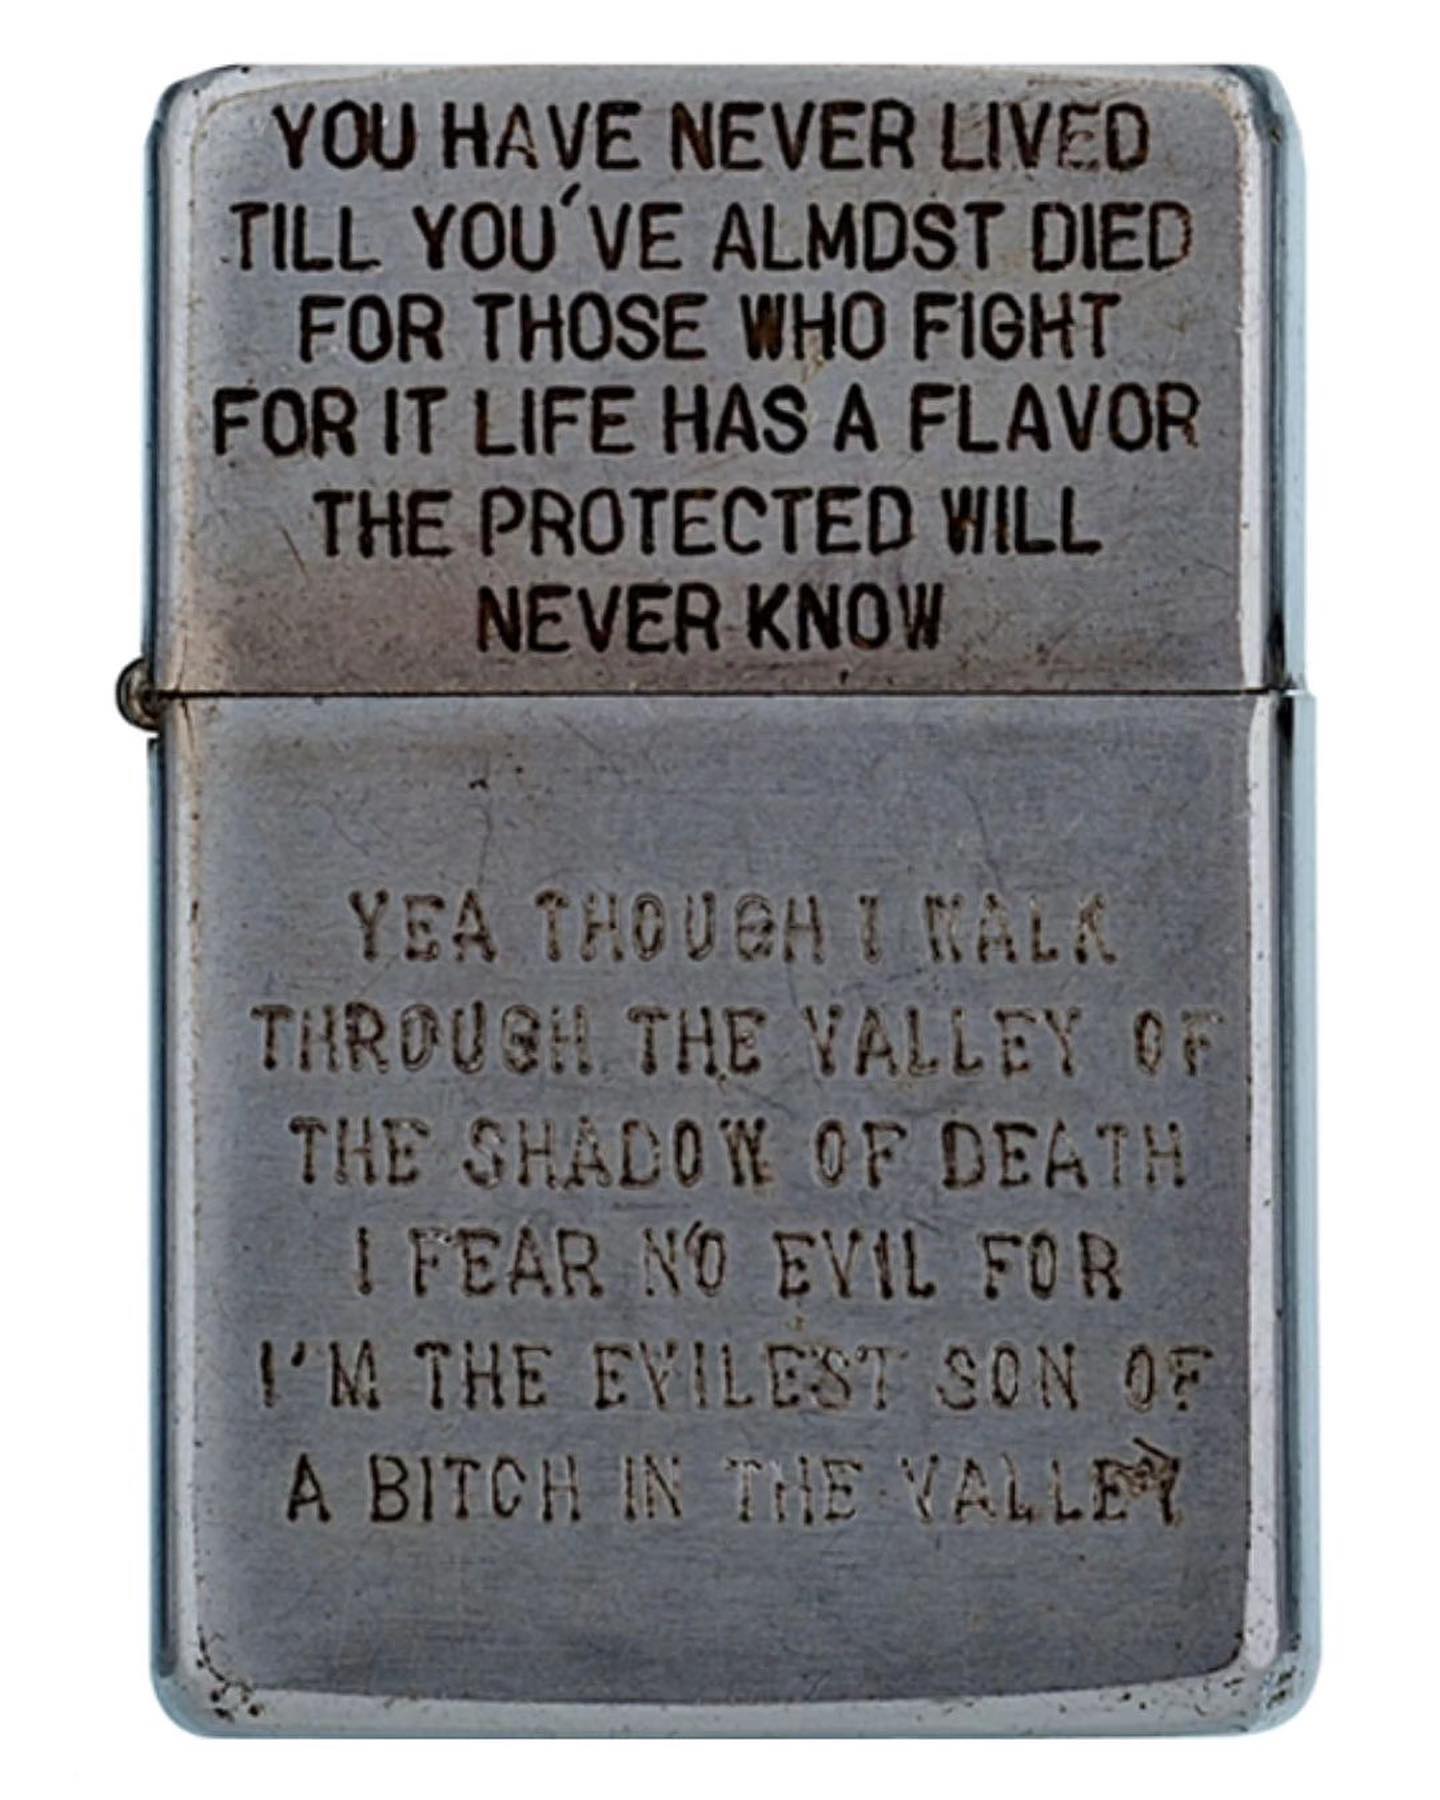 YOU HAVE NEVER LIVED
TILL YOU'VE ALMOST DIED
FOR THOSE WHO FIGHT
FOR IT LIFE HAS A FLAVOR
THE PROTECTED WILL
NEVER KNOW
YEA THOUGH I WALK
THROUGH THE VALLEY OF
THE SHADOW OF DEATH
I FEAR NO EVIL FOR
I'M THE EVILEST SON OF
A BITCH IN THE VALLEY